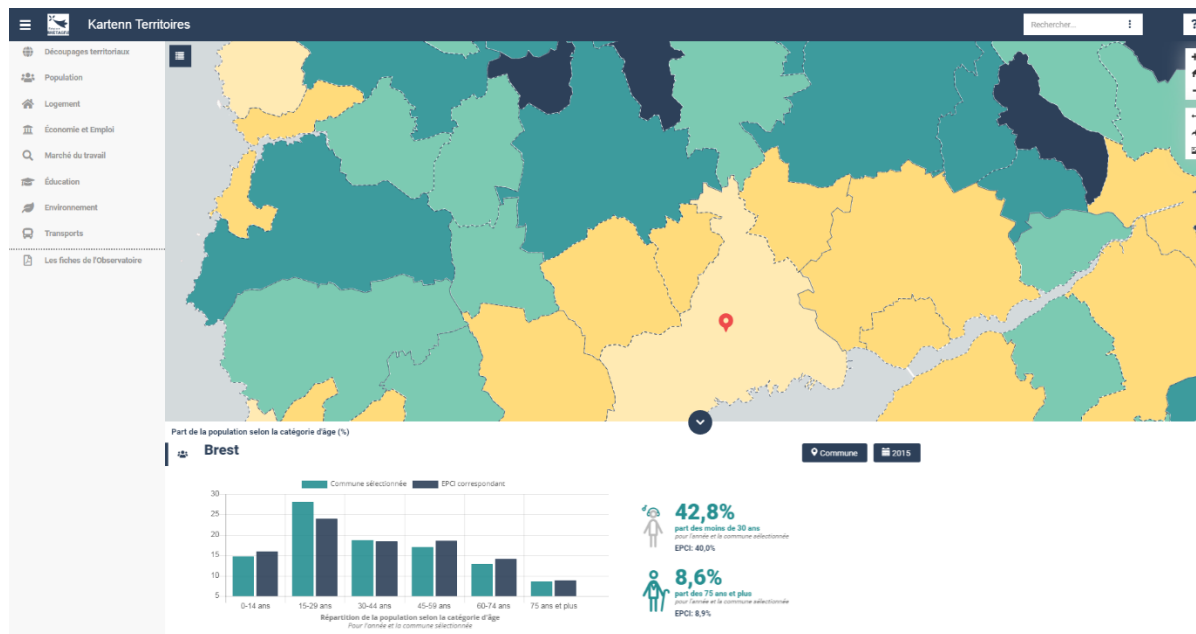 Kartenn Territoires
Rechercher...
?
Découpages territoriaux
Population
Logement
Économie et Emploi
Marché du travail
Éducation
Environnement
Transports
Les fiches de l'Observatoire
Part de la population selon la catégorie d'âge (%)
Brest
Commune
2015
Commune sélectionnée
EPCI correspondant
30
25
20
15
10
5
0-14 ans
15-29 ans
30-44 ans
45-59 ans
60-74 ans
75 ans et plus
Répartition de la population selon la catégorie d'âge
Pour l'année et la commune sélectionnée
42,8%
part des moins de 30 ans
pour l'année et la commune sélectionnée
EPCI: 40,0%
8,6%
part des 75 ans et plus
pour l'année et la commune sélectionnée
EPCI: 8,9%